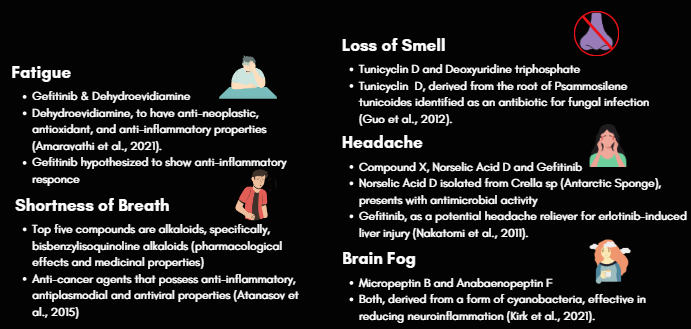 Fatigue
• Gefitinib & Dehydroevidiamine
• Dehydroevidiamine, to have anti-neoplastic,
antioxidant, and anti-inflammatory properties
(Amaravathi et al., 2021).
• Gefitinib hypothesized to show anti-inflammatory
responce
Shortness of Breath
• Top five compounds are alkaloids, specifically,
bisbenzylisoquinoline alkaloids (pharmacological
effects and medicinal properties)
• Anti-cancer agents that possess anti-inflammatory,
antiplasmodial and antiviral properties (Atanasov et
al., 2015)
Loss of Smell
• Tunicyclin D and Deoxyuridine triphosphate
• Tunicyclin D, derived from the root of Psammosilene
tunicoides identified as an antibiotic for fungal infection
(Guo et al., 2012).
Headache
• Compound X, Norselic Acid D and Gefitinib
• Norselic Acid D isolated from Crella sp (Antarctic Sponge),
presents with antimicrobial activity
• Gefitinib, as a potential headache reliever for erlotinib-induced
liver injury (Nakatomi et al., 2011).
Brain Fog
• Micropeptin B and Anabaenopeptin F
• Both, derived from a form of cyanobacteria, effective in
reducing neuroinflammation (Kirk et al., 2021).